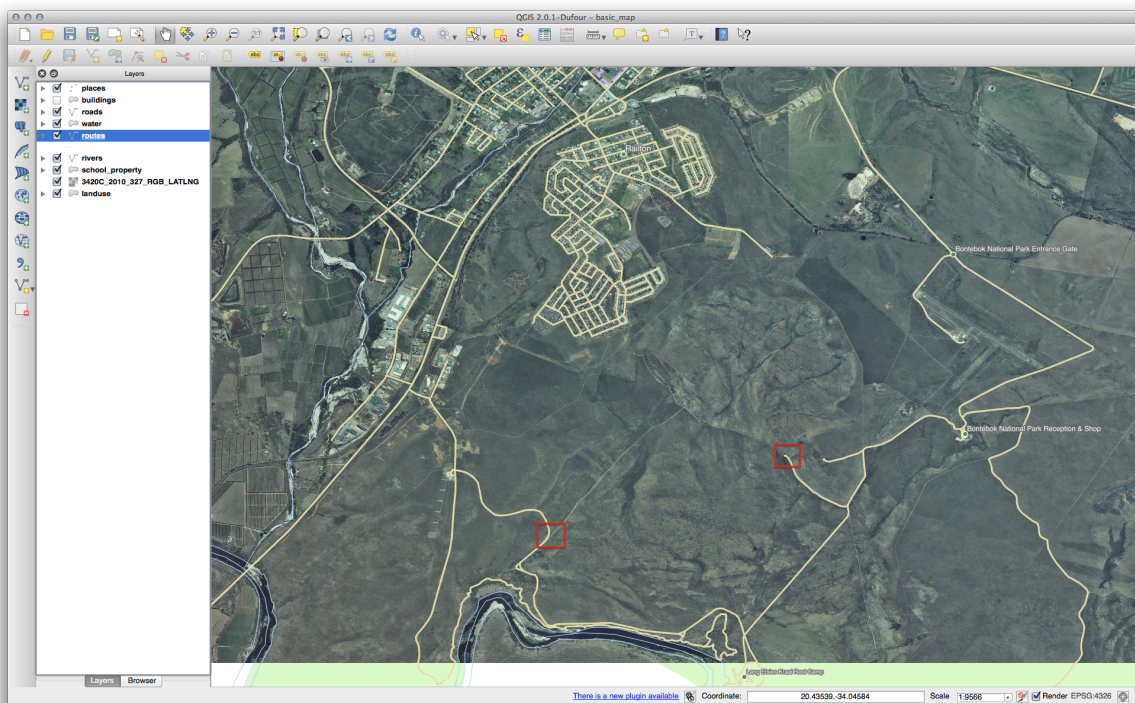 QGIS 2.0.1-Dufour – basic_map
Layers
places
buildings
roads
water
routes
rivers
school_property
3420C_2010_327_RGB_LATLNG
landuse
Railton
Bontebok National Park Entrance Gate
Bontebok National Park Reception & Shop
Lang Elsies Kraal Rest Camp
Layers
Browser
There is a new plugin available
Coordinate:
20.43539,-34.04584
Scale
1:9566
Render
EPSG:4326